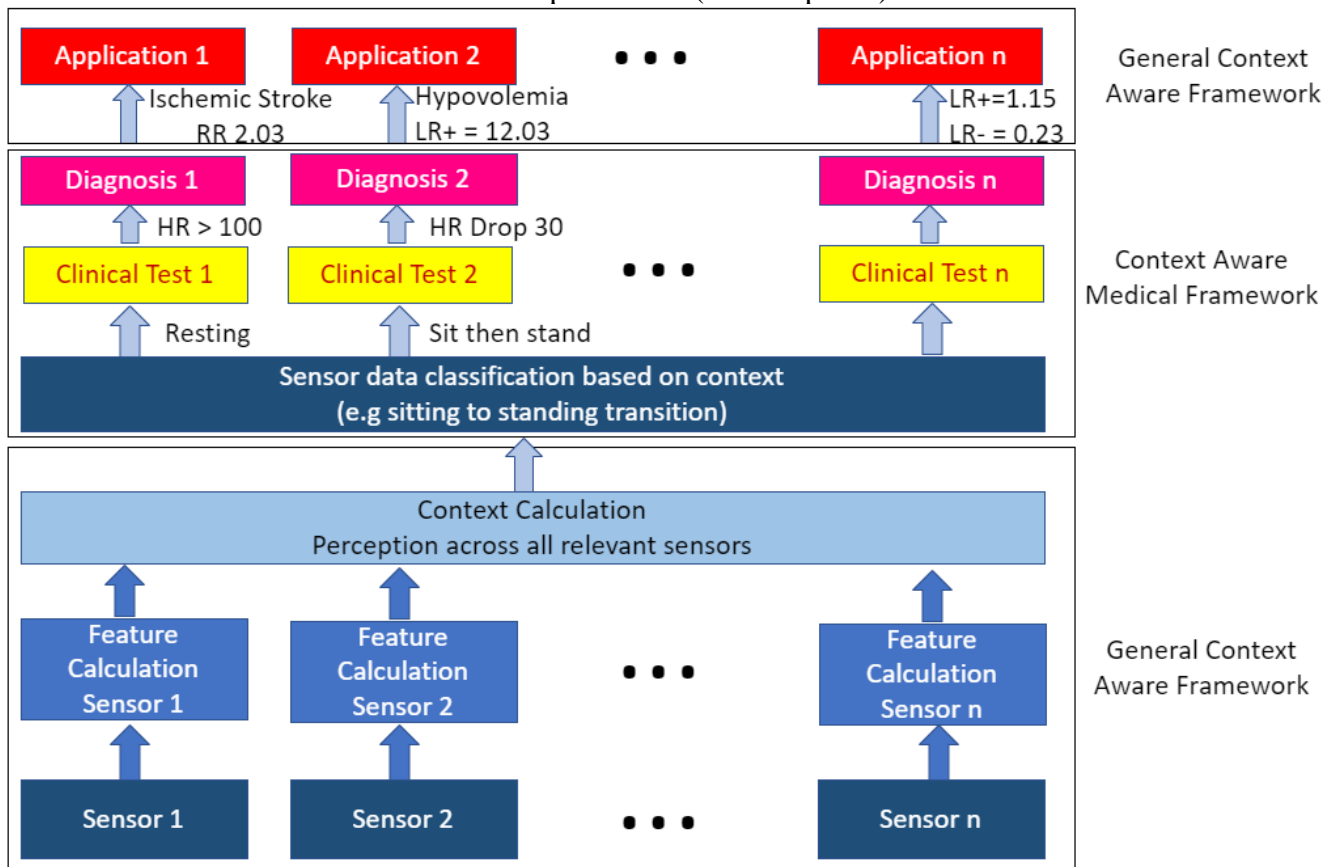 Application 1
Application 2
Application n
General Context
Aware Framework
Ischemic Stroke
RR 2.03
Hypovolemia
LR+ = 12.03
LR+=1.15
LR- = 0.23
Diagnosis 1
Diagnosis 2
Diagnosis n
HR > 100
HR Drop 30
Clinical Test 1
Clinical Test 2
Clinical Test n
Context Aware
Medical Framework
Resting
Sit then stand
Sensor data classification based on context
(e.g sitting to standing transition)
Context Calculation
Perception across all relevant sensors
Feature
Calculation
Sensor 1
Feature
Calculation
Sensor 2
Feature
Calculation
Sensor n
General Context
Aware Framework
Sensor 1
Sensor 2
Sensor n